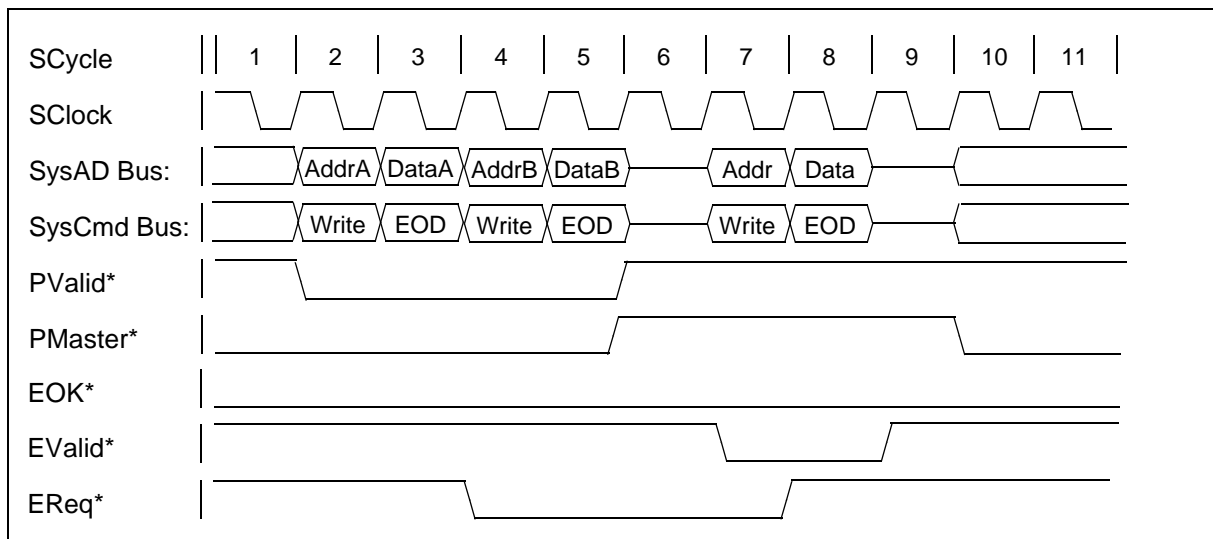 SCycle 1 2 3 4 5 6 7 8 9 10 11
SClock
SysAD Bus: AddrA DataA AddrB DataB Addr Data
SysCmd Bus: Write EOD Write EOD Write EOD
PValid*
PMaster*
EOK*
EValid*
EReq*